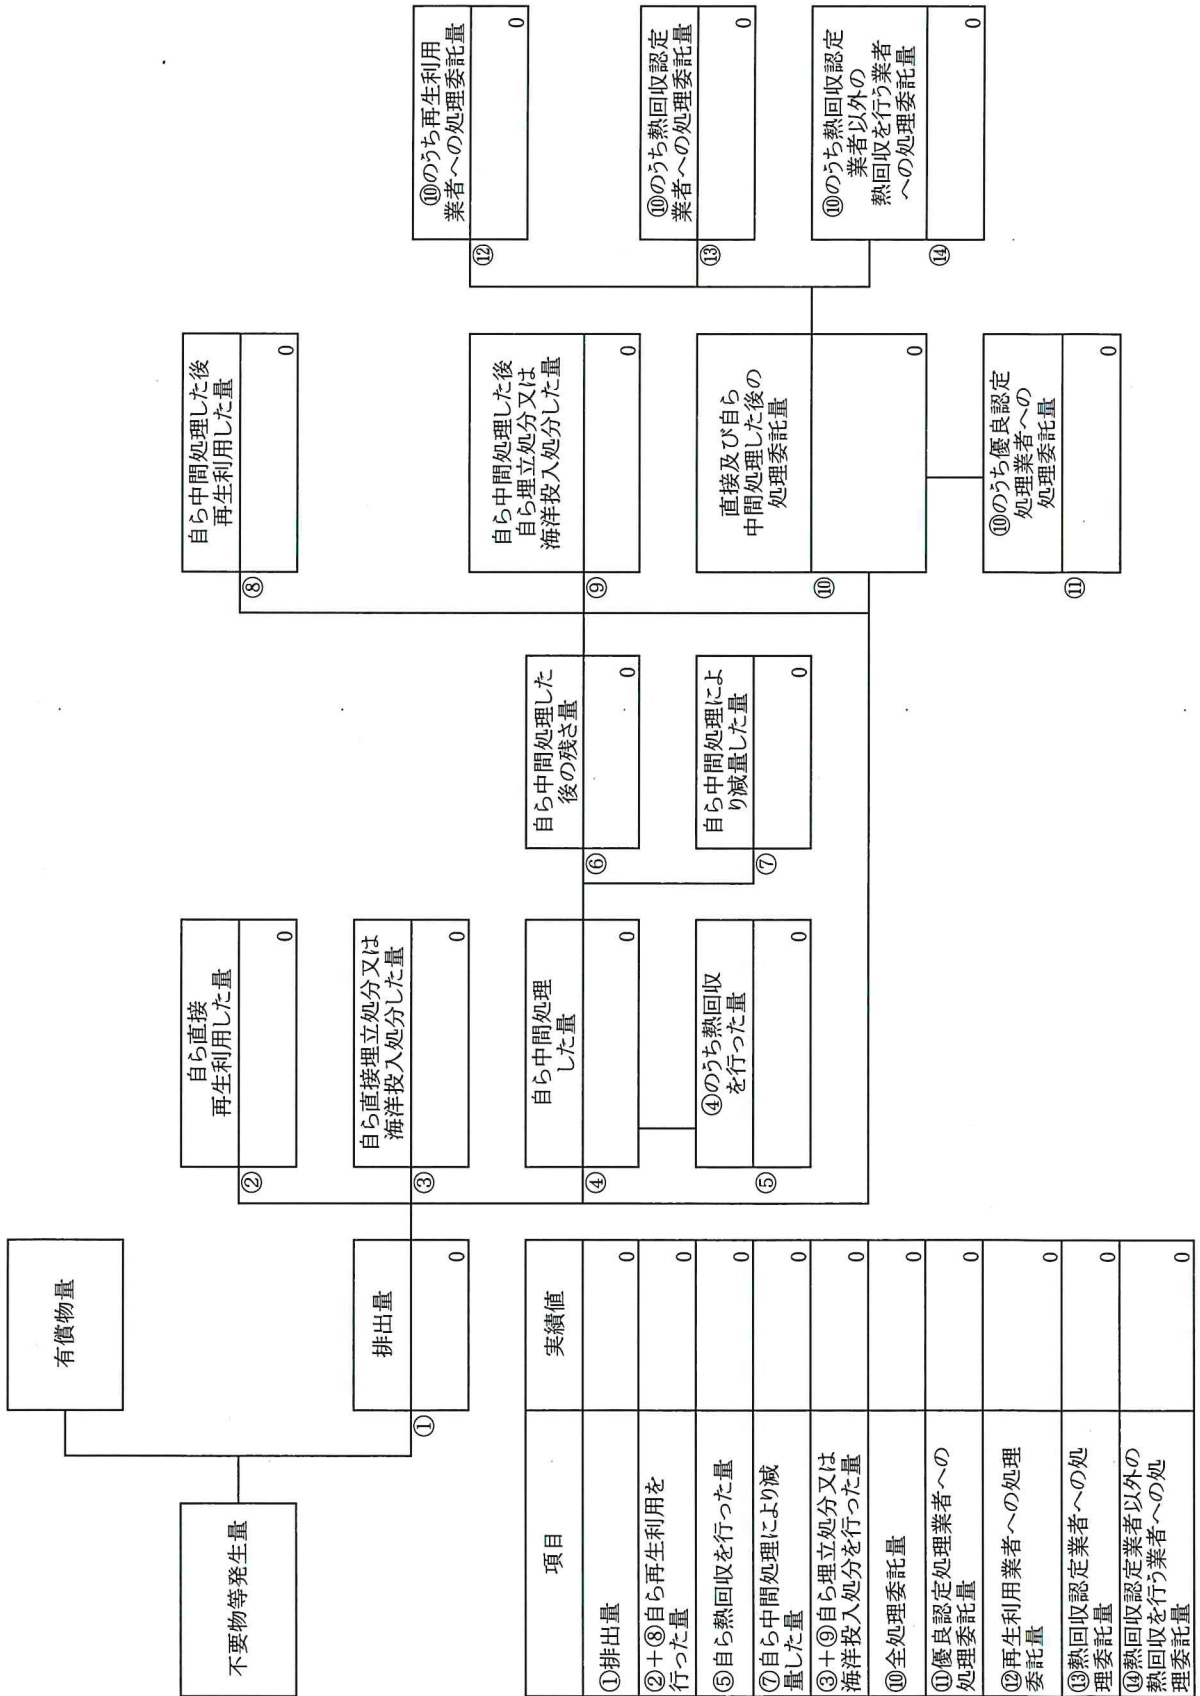 不要物等発生量
有償物量
①
排出量
0
②
自ら直接
再生利用した量
0
③
自ら直接埋立処分又は
海洋投入処分した量
0
④
自ら中間処理
した量
0
⑤
④のうち熱回収
を行った量
0
⑥
自ら中間処理した
後の残さ量
0
⑦
自ら中間処理によ
り減量した量
0
⑧
自ら中間処理した後
再生利用した量
0
⑨
自ら中間処理した後
自ら埋立処分又は
海洋投入処分した量
0
⑩
直接及び自ら
中間処理した後の
処理委託量
0
⑪
⑩のうち優良認定
処理業者への
処理委託量
0
⑫
⑩のうち再生利用
業者への処理委託量
0
⑬
⑩のうち熱回収認定
業者への処理委託量
0
⑭
⑩のうち熱回収認定
業者以外の
熱回収を行う業者
への処理委託量
0
項目 実績値
①排出量 0
②+⑧自ら再生利用を
行った量 0
⑤自ら熱回収を行った量 0
⑦自ら中間処理により減
量した量 0
③+⑨自ら埋立処分又は
海洋投入処分を行った量 0
⑩全処理委託量 0
⑪優良認定処理業者への
処理委託量 0
⑫再生利用業者への処理
委託量 0
⑬熱回収認定業者への処
理委託量 0
⑭熱回収認定業者以外の
熱回収を行う業者への処
理委託量 0